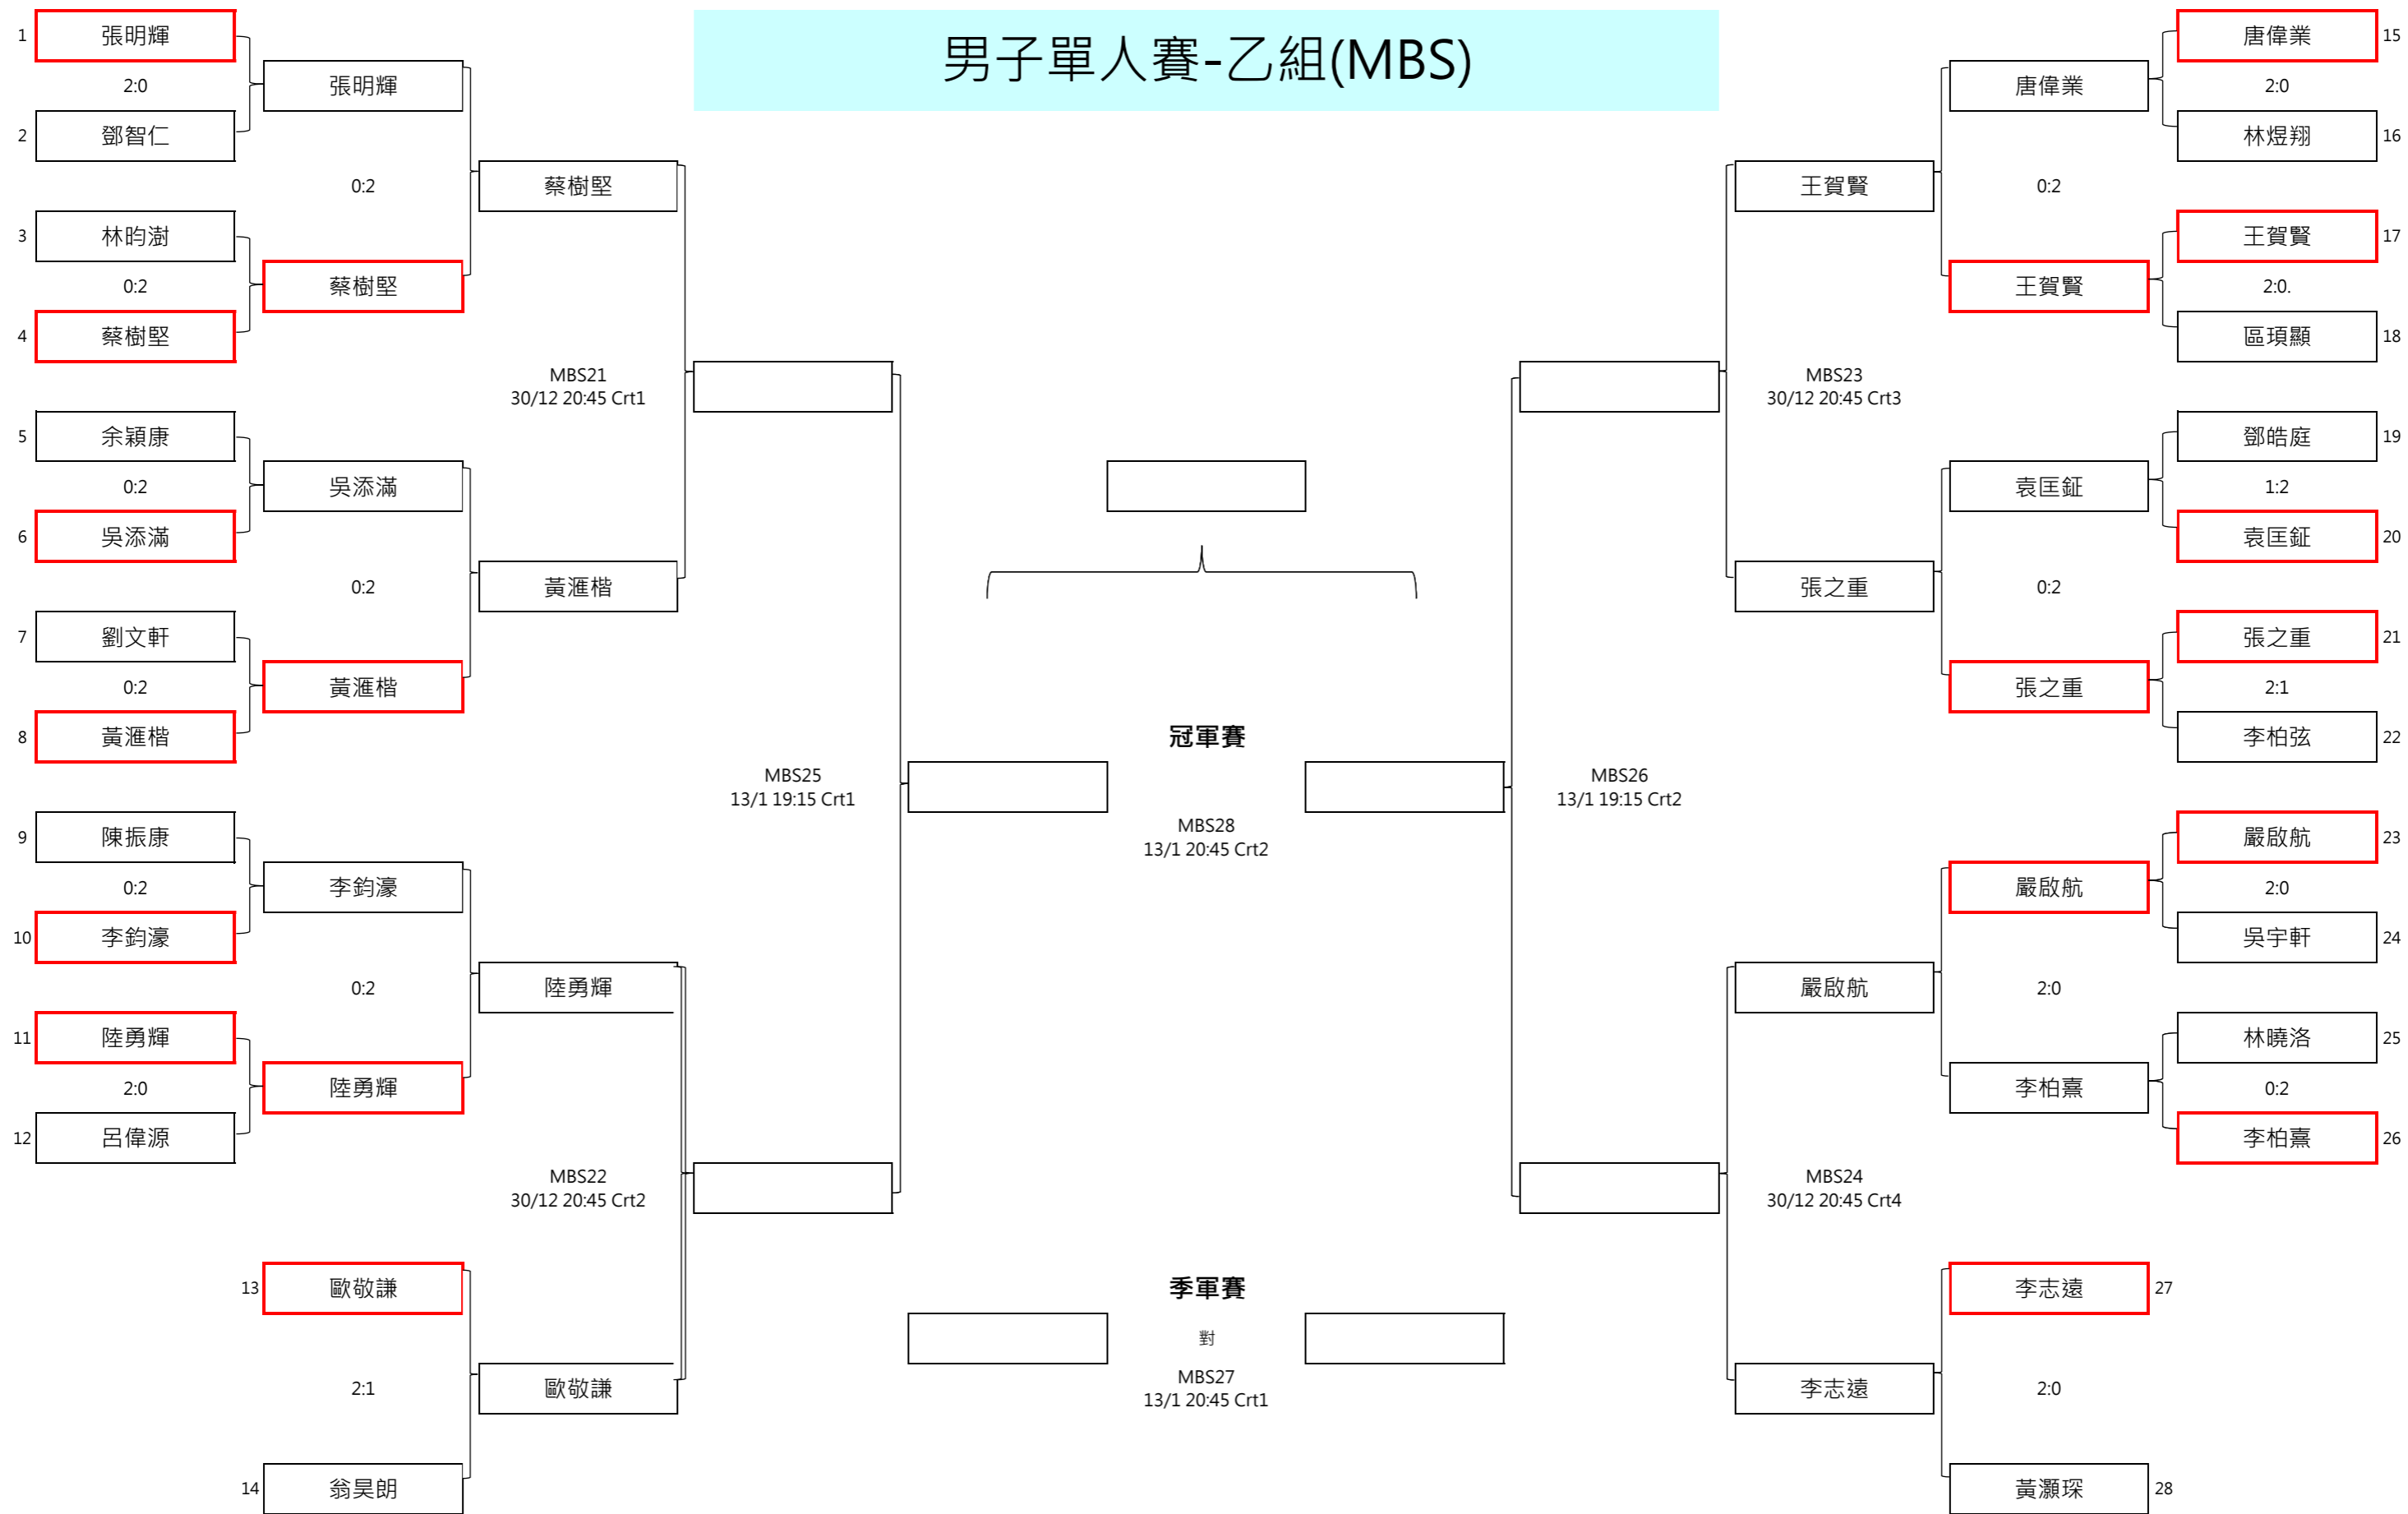 男子單人賽-乙組(MBS)
1 張明輝
2:0
2 鄧智仁
3 林昀澍
0:2
4 蔡樹堅
5 余穎康
0:2
6 吳添滿
7 劉文軒
0:2
8 黃滙楷
9 陳振康
0:2
10 李鈞濠
11 陸勇輝
2:0
12 呂偉源
張明輝
0:2
蔡樹堅
吳添滿
0:2
黃滙楷
李鈞濠
0:2
陸勇輝
13 歐敬謙
2:1
14 翁昊朗
蔡樹堅
MBS21
30/12 20:45 Crt1
黃滙楷
陸勇輝
MBS22
30/12 20:45 Crt2
歐敬謙
MBS25
13/1 19:15 Crt1
冠軍賽
MBS28
13/1 20:45 Crt2
季軍賽
對
MBS27
13/1 20:45 Crt1
MBS26
13/1 19:15 Crt2
王賀賢
MBS23
30/12 20:45 Crt3
張之重
嚴啟航
MBS24
30/12 20:45 Crt4
李志遠
唐偉業
0:2
王賀賢
袁匡鉦
0:2
張之重
嚴啟航
2:0
李柏熹
李志遠 27
2:0
黃灝琛 28
唐偉業 15
2:0
林煜翔 16
王賀賢 17
2:0.
區頊顯 18
鄧皓庭 19
1:2
袁匡鉦 20
張之重 21
2:1
李柏弦 22
嚴啟航 23
2:0
吳宇軒 24
林曉洛 25
0:2
李柏熹 26